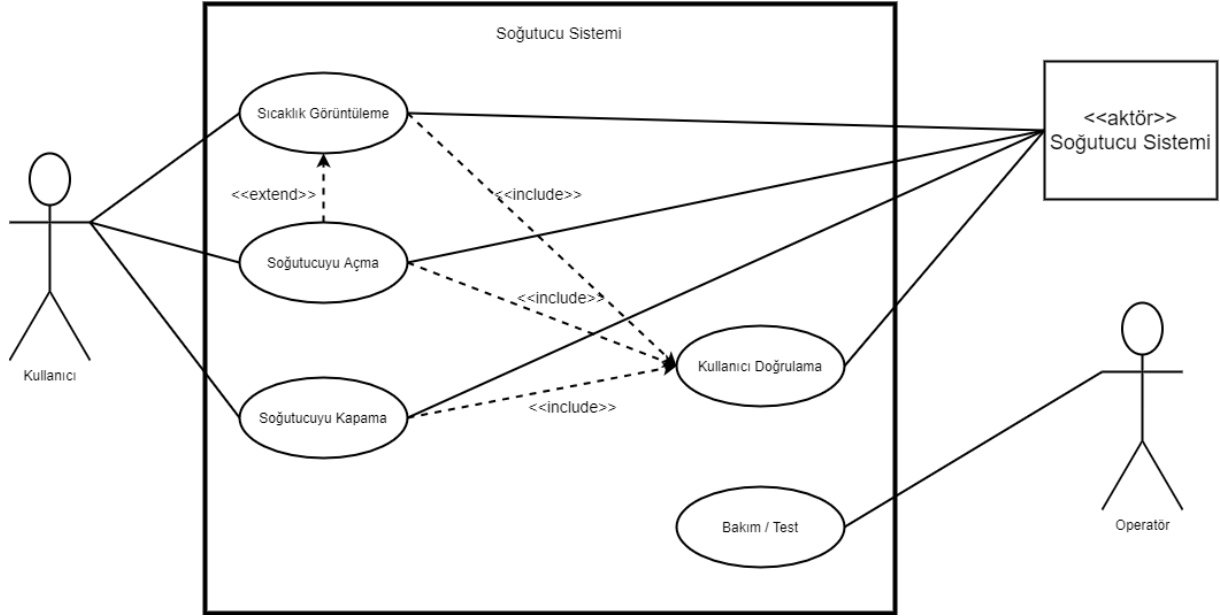 Soğutucu Sistemi
Sıcaklık Görüntüleme
<<aktör>>
Soğutucu Sistemi
<<extend>>
<<include>>
Soğutucuyu Açma
<<include>>
Kullanıcı
Kullanıcı Doğrulama
<<include>>
Soğutucuyu Kapama
Bakım / Test
Operatör